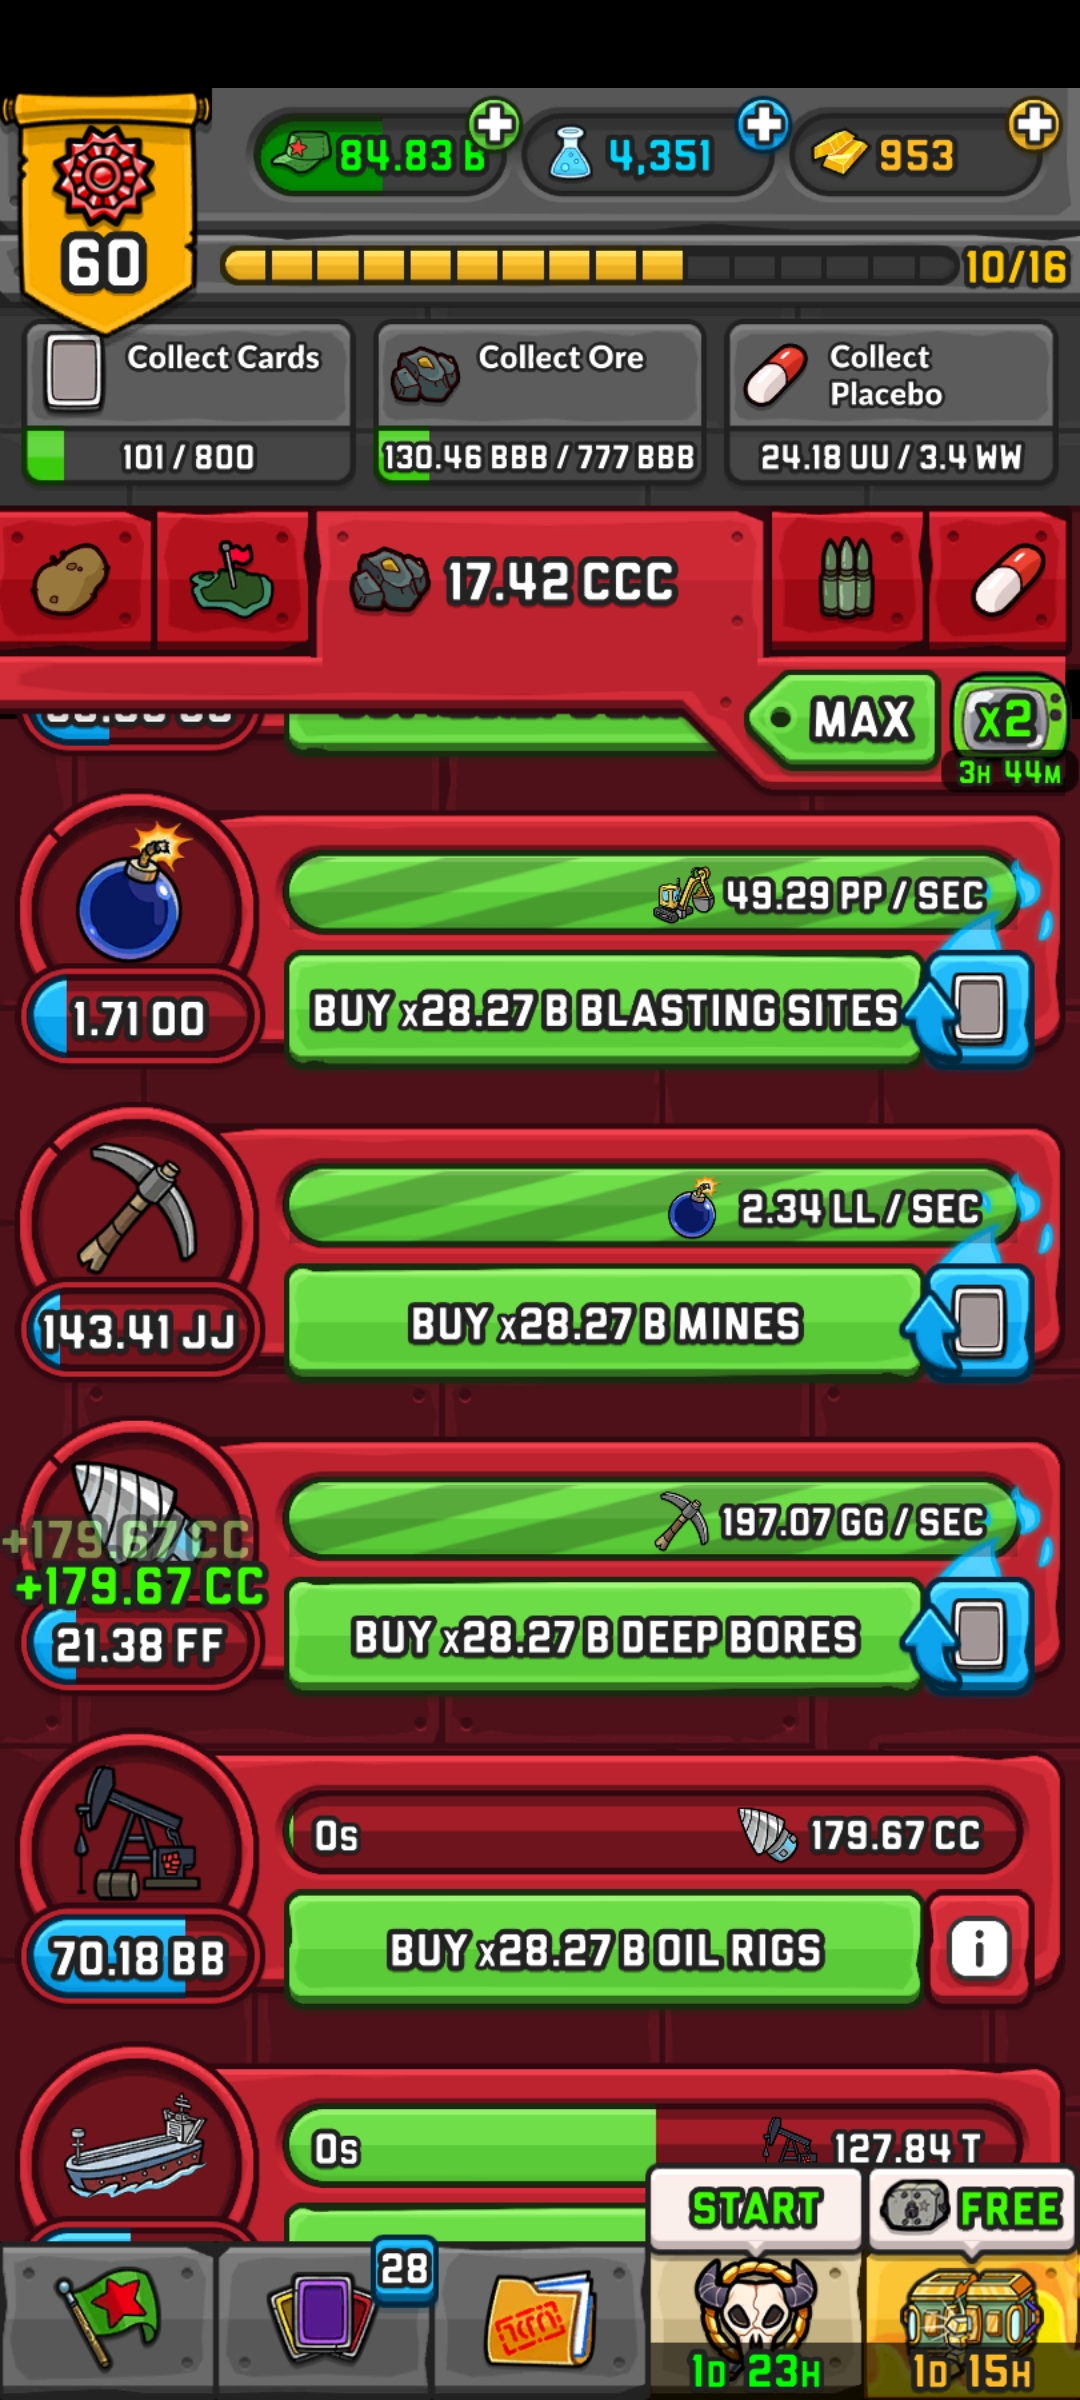 84.83 B
4,351
953
60
10/16
Collect Cards
101 / 800
Collect Ore
130.46 BBB / 777 BBB
Collect
Placebo
24.18 UU / 3.4 WW
17.42 CCC
MAX
x2
3H 44M
49.29 PP / SEC
1.71 OO
BUY x28.27 B BLASTING SITES
2.34 LL / SEC
143.41 JJ
BUY x28.27 B MINES
197.07 GG / SEC
+179.67 CC
+179.67 CC
21.38 FF
BUY x28.27 B DEEP BORES
0s
179.67 CC
70.18 BB
BUY x28.27 B OIL RIGS
i
0s
127.84 T
START
FREE
28
1D 23H
1D 15H